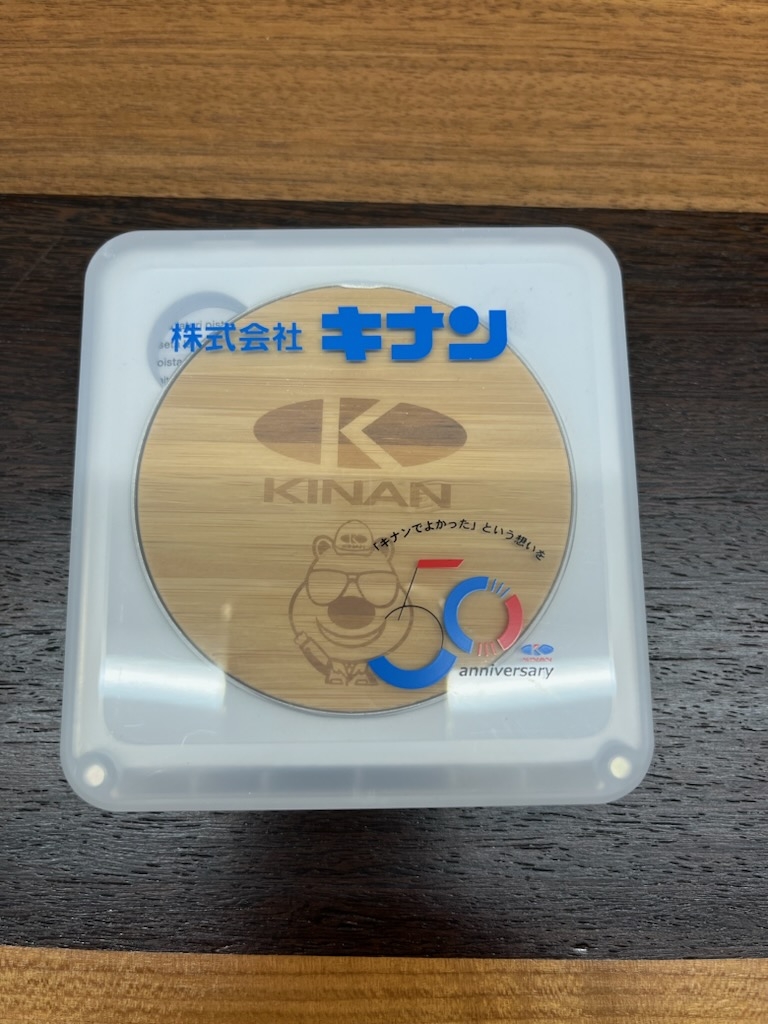 株式会社 キナン
KINAN
「キナンでよかった」という想いを
50
anniversary